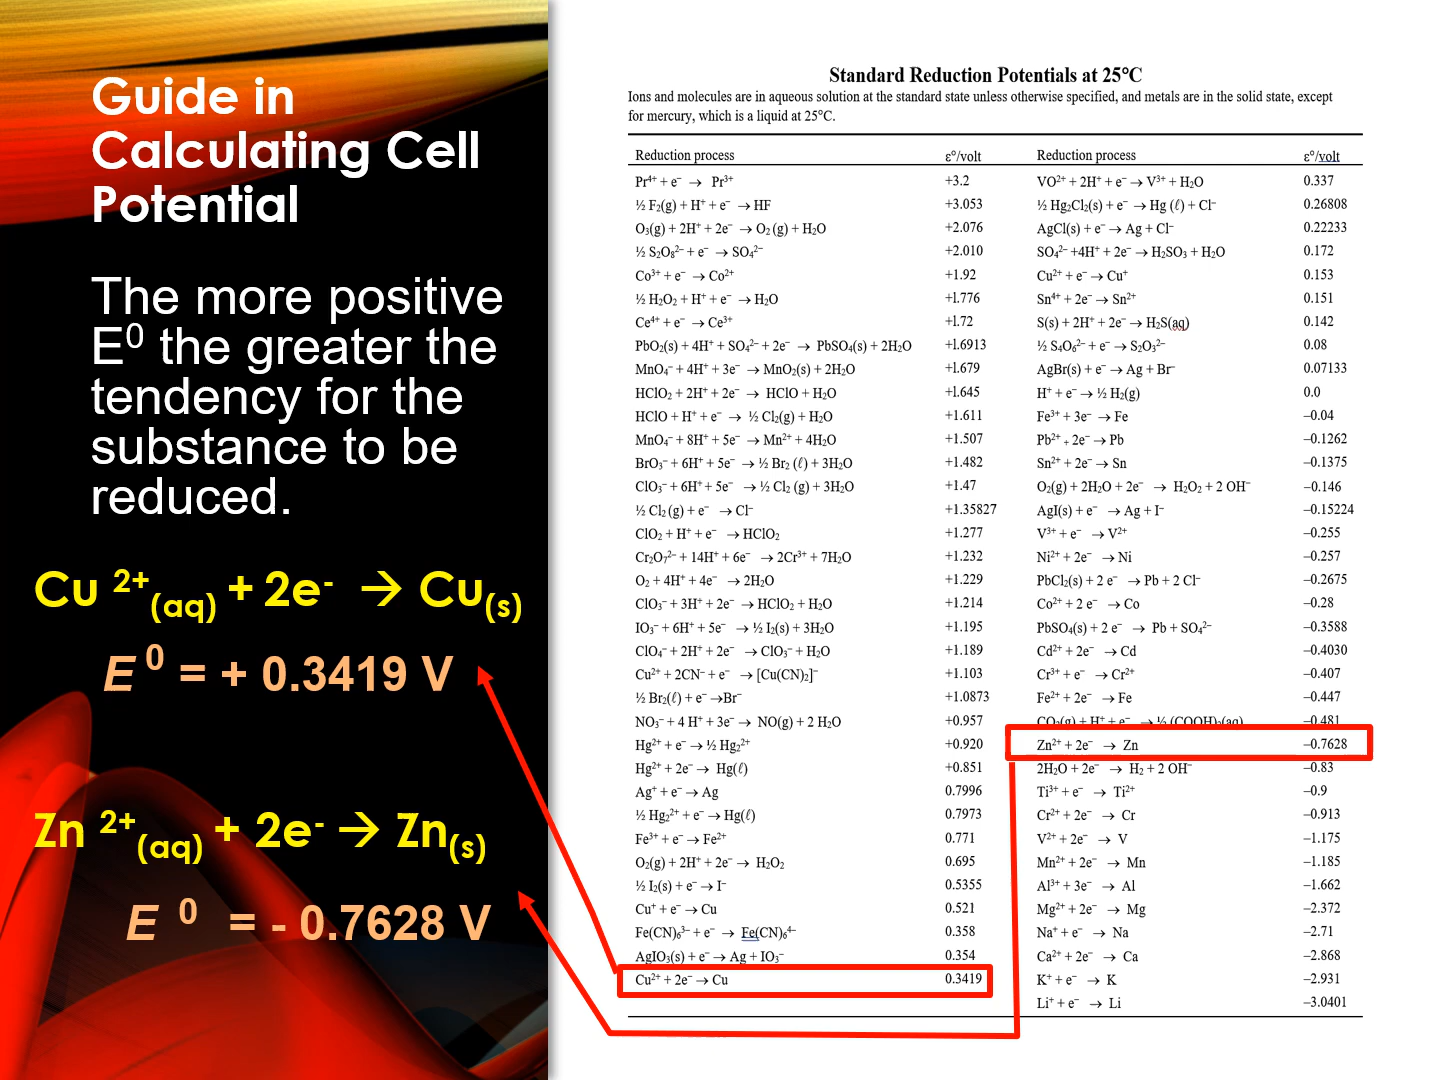 Guide in
Calculating Cell
Potential
The more positive
E⁰ the greater the
tendency for the
substance to be
reduced.
Cu ²⁺(aq) + 2e⁻ → Cu(s)
E ⁰ = + 0.3419 V
Zn ²⁺(aq) + 2e⁻ → Zn(s)
E ⁰ = - 0.7628 V
Standard Reduction Potentials at 25°C
Ions and molecules are in aqueous solution at the standard state unless otherwise specified, and metals are in the solid state, except
for mercury, which is a liquid at 25°C.
Reduction process ε°/volt
Pr⁴⁺ + e⁻ → Pr³⁺ +3.2
½ F₂(g) + H⁺ + e⁻ → HF +3.053
O₃(g) + 2H⁺ + 2e⁻ → O₂ (g) + H₂O +2.076
½ S₂O₈²⁻ + e⁻ → SO₄²⁻ +2.010
Co³⁺ + e⁻ → Co²⁺ +1.92
½ H₂O₂ + H⁺ + e⁻ → H₂O +l.776
Ce⁴⁺ + e⁻ → Ce³⁺ +l.72
PbO₂(s) + 4H⁺ + SO₄²⁻ + 2e⁻ → PbSO₄(s) + 2H₂O +l.6913
MnO₄⁻ + 4H⁺ + 3e⁻ → MnO₂(s) + 2H₂O +l.679
HClO₂ + 2H⁺ + 2e⁻ → HClO + H₂O +l.645
HClO + H⁺ + e⁻ → ½ Cl₂(g) + H₂O +1.611
MnO₄⁻ + 8H⁺ + 5e⁻ → Mn²⁺ + 4H₂O +1.507
BrO₃⁻ + 6H⁺ + 5e⁻ → ½ Br₂ (ℓ) + 3H₂O +1.482
ClO₃⁻ + 6H⁺ + 5e⁻ → ½ Cl₂ (g) + 3H₂O +1.47
½ Cl₂ (g) + e⁻ → Cl⁻ +1.35827
ClO₂ + H⁺ + e⁻ → HClO₂ +1.277
Cr₂O₇²⁻ + 14H⁺ + 6e⁻ → 2Cr³⁺ + 7H₂O +1.232
O₂ + 4H⁺ + 4e⁻ → 2H₂O +1.229
ClO₃⁻ + 3H⁺ + 2e⁻ → HClO₂ + H₂O +1.214
IO₃⁻ + 6H⁺ + 5e⁻ → ½ I₂(s) + 3H₂O +1.195
ClO₄⁻ + 2H⁺ + 2e⁻ → ClO₃⁻ + H₂O +1.189
Cu²⁺ + 2CN⁻ + e⁻ → [Cu(CN)₂]⁻ +1.103
½ Br₂(ℓ) + e⁻ →Br⁻ +1.0873
NO₃⁻ + 4 H⁺ + 3e⁻ → NO(g) + 2 H₂O +0.957
Hg²⁺ + e⁻ → ½ Hg₂²⁺ +0.920
Hg²⁺ + 2e⁻ → Hg(ℓ) +0.851
Ag⁺ + e⁻ → Ag 0.7996
½ Hg₂²⁺ + e⁻ → Hg(ℓ) 0.7973
Fe³⁺ + e⁻ → Fe²⁺ 0.771
O₂(g) + 2H⁺ + 2e⁻ → H₂O₂ 0.695
½ I₂(s) + e⁻ → I⁻ 0.5355
Cu⁺ + e⁻ → Cu 0.521
Fe(CN)₆³⁻ + e⁻ → Fe(CN)₆⁴⁻ 0.358
AgIO₃(s) + e⁻ → Ag + IO₃⁻ 0.354
Cu²⁺ + 2e⁻ → Cu 0.3419
Reduction process ε°/volt
VO²⁺ + 2H⁺ + e⁻ → V³⁺ + H₂O 0.337
½ Hg₂Cl₂(s) + e⁻ → Hg (ℓ) + Cl⁻ 0.26808
AgCl(s) + e⁻ → Ag + Cl⁻ 0.22233
SO₄²⁻ +4H⁺ + 2e⁻ → H₂SO₃ + H₂O 0.172
Cu²⁺ + e⁻ → Cu⁺ 0.153
Sn⁴⁺ + 2e⁻ → Sn²⁺ 0.151
S(s) + 2H⁺ + 2e⁻ → H₂S(aq) 0.142
½ S₄O₆²⁻ + e⁻ → S₂O₃²⁻ 0.08
AgBr(s) + e⁻ → Ag + Br⁻ 0.07133
H⁺ + e⁻ → ½ H₂(g) 0.0
Fe³⁺ + 3e⁻ → Fe –0.04
Pb²⁺ + 2e⁻ → Pb –0.1262
Sn²⁺ + 2e⁻ → Sn –0.1375
O₂(g) + 2H₂O + 2e⁻ → H₂O₂ + 2 OH⁻ –0.146
AgI(s) + e⁻ → Ag + I⁻ –0.15224
V³⁺ + e⁻ → V²⁺ –0.255
Ni²⁺ + 2e⁻ → Ni –0.257
PbCl₂(s) + 2 e⁻ → Pb + 2 Cl⁻ –0.2675
Co²⁺ + 2 e⁻ → Co –0.28
PbSO₄(s) + 2 e⁻ → Pb + SO₄²⁻ –0.3588
Cd²⁺ + 2e⁻ → Cd –0.4030
Cr³⁺ + e⁻ → Cr²⁺ –0.407
Fe²⁺ + 2e⁻ → Fe –0.447
CO₂(g) + H⁺ + e⁻ → ½ (COOH)₂(aq) –0.481
Zn²⁺ + 2e⁻ → Zn –0.7628
2H₂O + 2e⁻ → H₂ + 2 OH⁻ –0.83
Ti³⁺ + e⁻ → Ti²⁺ –0.9
Cr²⁺ + 2e⁻ → Cr –0.913
V²⁺ + 2e⁻ → V –1.175
Mn²⁺ + 2e⁻ → Mn –1.185
Al³⁺ + 3e⁻ → Al –1.662
Mg²⁺ + 2e⁻ → Mg –2.372
Na⁺ + e⁻ → Na –2.71
Ca²⁺ + 2e⁻ → Ca –2.868
K⁺ + e⁻ → K –2.931
Li⁺ + e⁻ → Li –3.0401